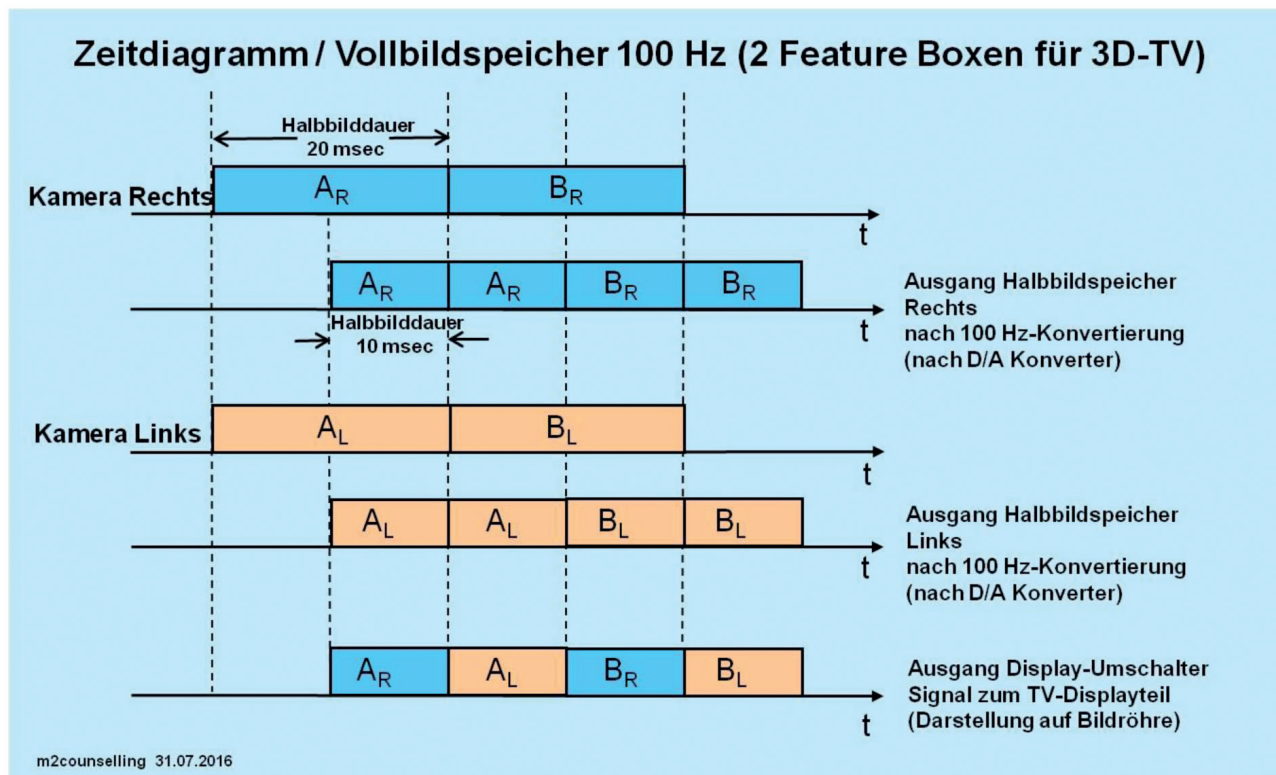 Zeitdiagramm / Vollbildspeicher 100 Hz (2 Feature Boxen für 3D-TV)
Halbbilddauer
20 msec
Kamera Rechts
A_R
B_R
t
A_R
A_R
B_R
B_R
t
Halbbilddauer
10 msec
Ausgang Halbbildspeicher
Rechts
nach 100 Hz-Konvertierung
(nach D/A Konverter)
Kamera Links
A_L
B_L
t
A_L
A_L
B_L
B_L
t
Ausgang Halbbildspeicher
Links
nach 100 Hz-Konvertierung
(nach D/A Konverter)
A_R
A_L
B_R
B_L
t
Ausgang Display-Umschalter
Signal zum TV-Displayteil
(Darstellung auf Bildröhre)
m2counselling 31.07.2016